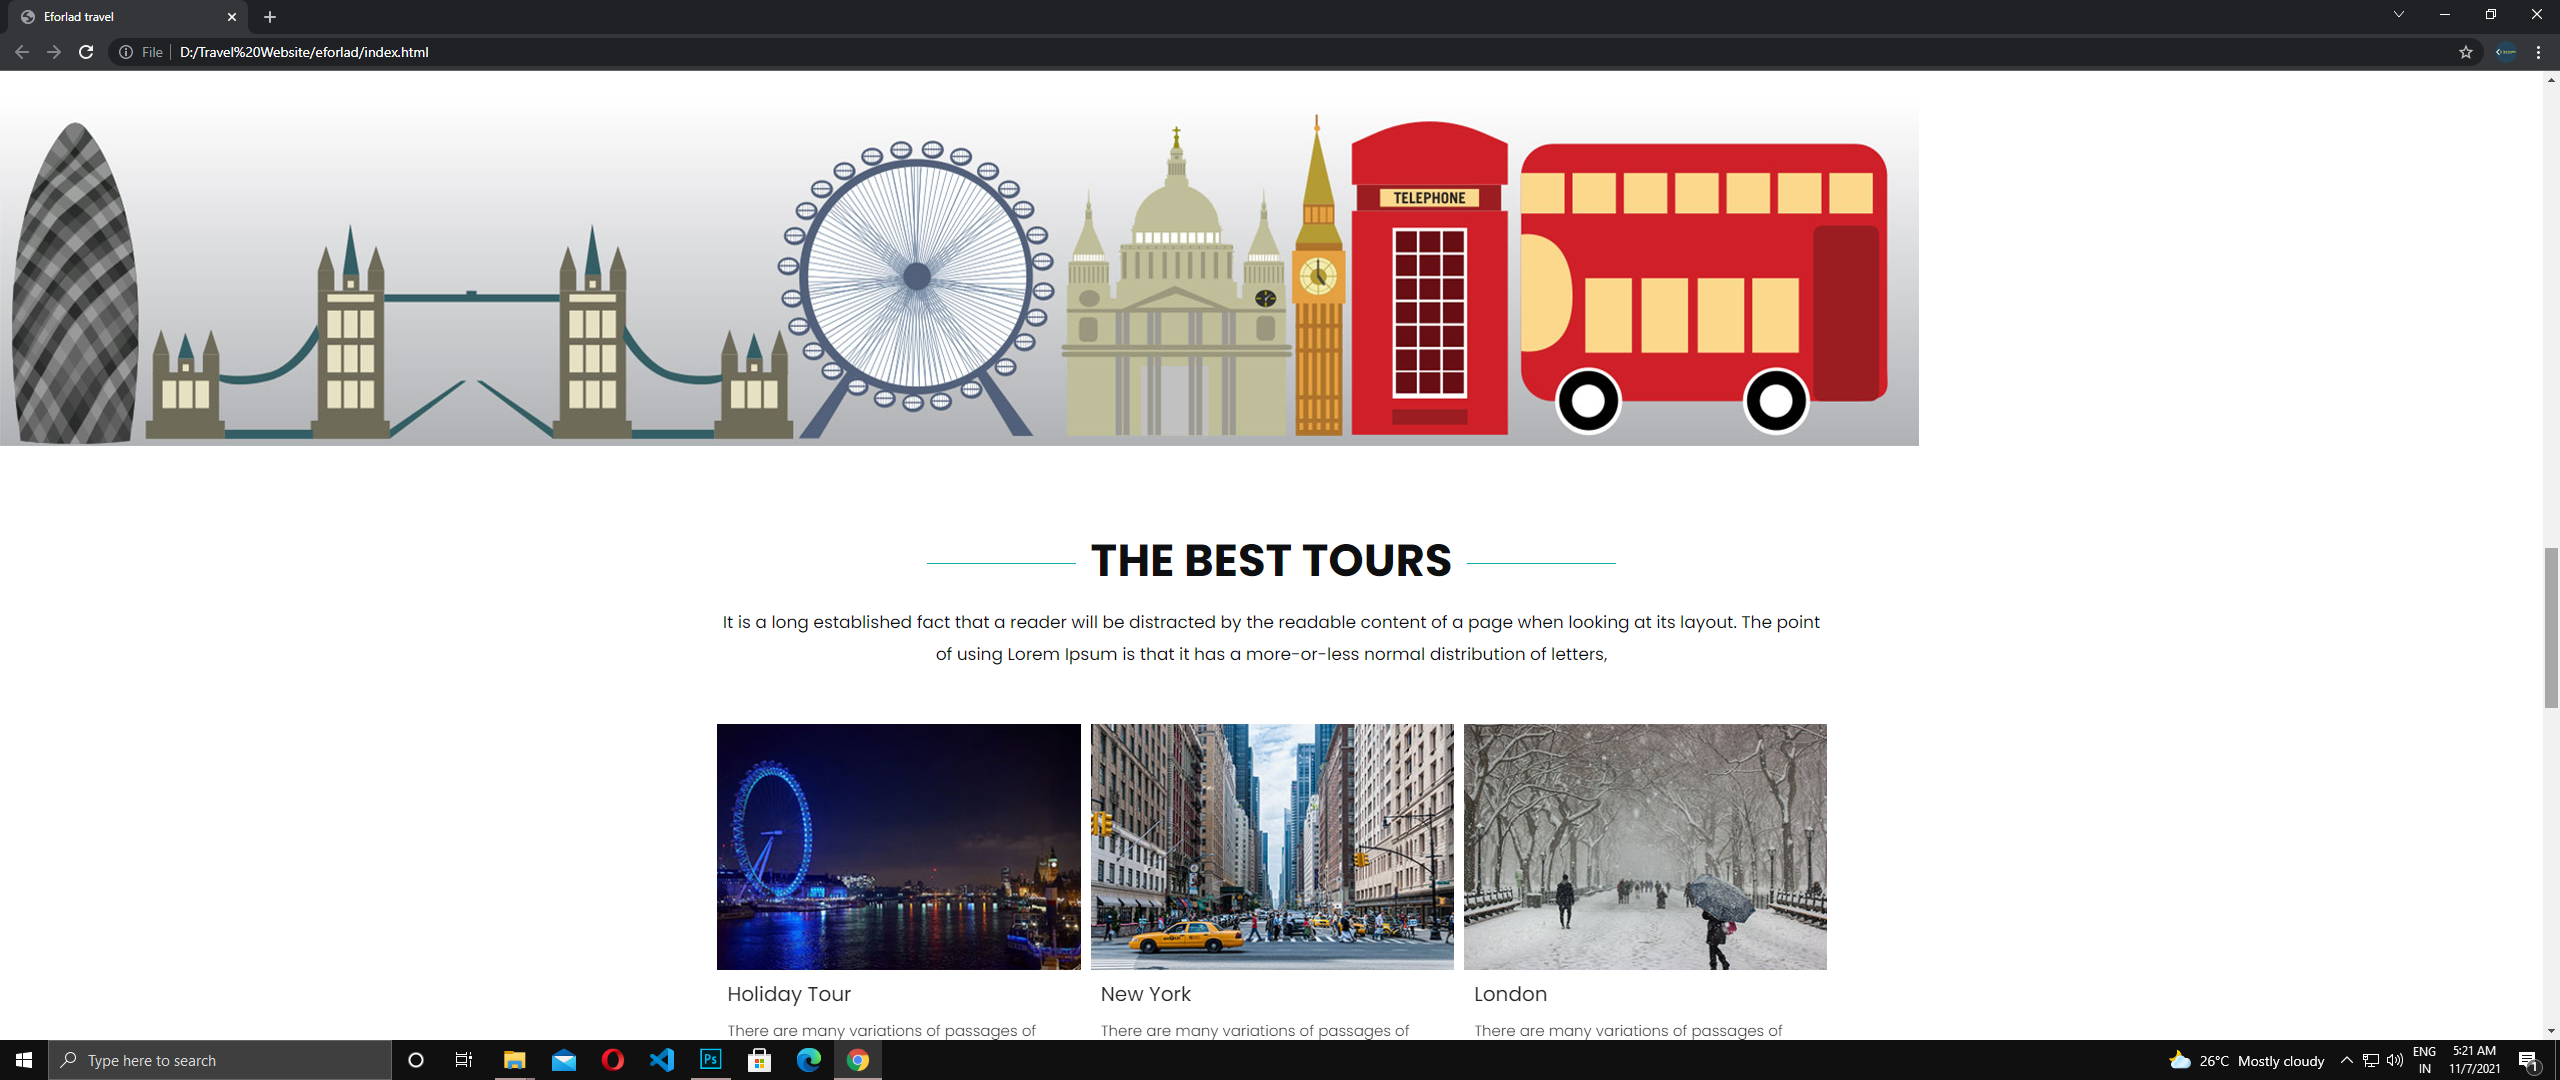 Eforlad travel
File
D:/Travel%20Website/eforlad/index.html
TELEPHONE
THE BEST TOURS
It is a long established fact that a reader will be distracted by the readable content of a page when looking at its layout. The point
of using Lorem Ipsum is that it has a more-or-less normal distribution of letters,
Holiday Tour
There are many variations of passages of
New York
There are many variations of passages of
London
There are many variations of passages of
Type here to search
Ps
26°C Mostly cloudy
ENG
IN
5:21 AM
11/7/2021
1